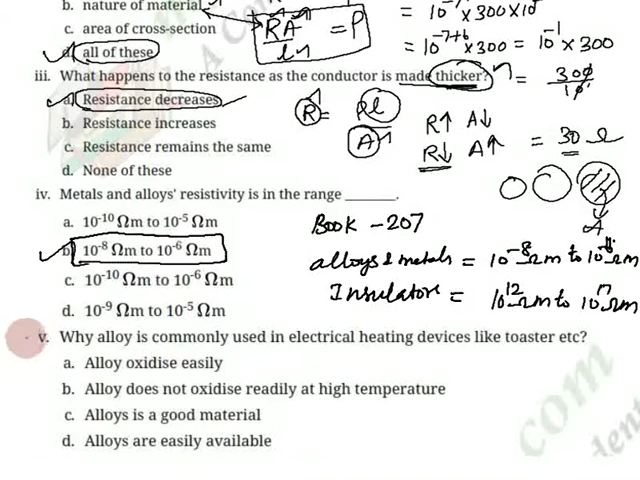 b. nature of material
c. area of cross-section
d. all of these
RA/l = ρ
= 10⁻⁷ × 300 × 10⁶
= 10⁻⁷⁺⁶ × 300 = 10⁻¹ × 300
iii. What happens to the resistance as the conductor is made thicker?
= 300/10
a. Resistance decreases
b. Resistance increases
c. Resistance remains the same
d. None of these
R = ρl/A
R↑ A↓
R↓ A↑
= 30
A
iv. Metals and alloys' resistivity is in the range ______.
a. 10⁻¹⁰ Ωm to 10⁻⁵ Ωm
b. 10⁻⁸ Ωm to 10⁻⁶ Ωm
c. 10⁻¹⁰ Ωm to 10⁻⁶ Ωm
d. 10⁻⁹ Ωm to 10⁻⁵ Ωm
Book - 207
alloys & metals = 10⁻⁸ Ωm to 10⁻⁶ Ωm
Insulators = 10¹² Ωm to 10¹⁷ Ωm
v. Why alloy is commonly used in electrical heating devices like toaster etc?
a. Alloy oxidise easily
b. Alloy does not oxidise readily at high temperature
c. Alloys is a good material
d. Alloys are easily available